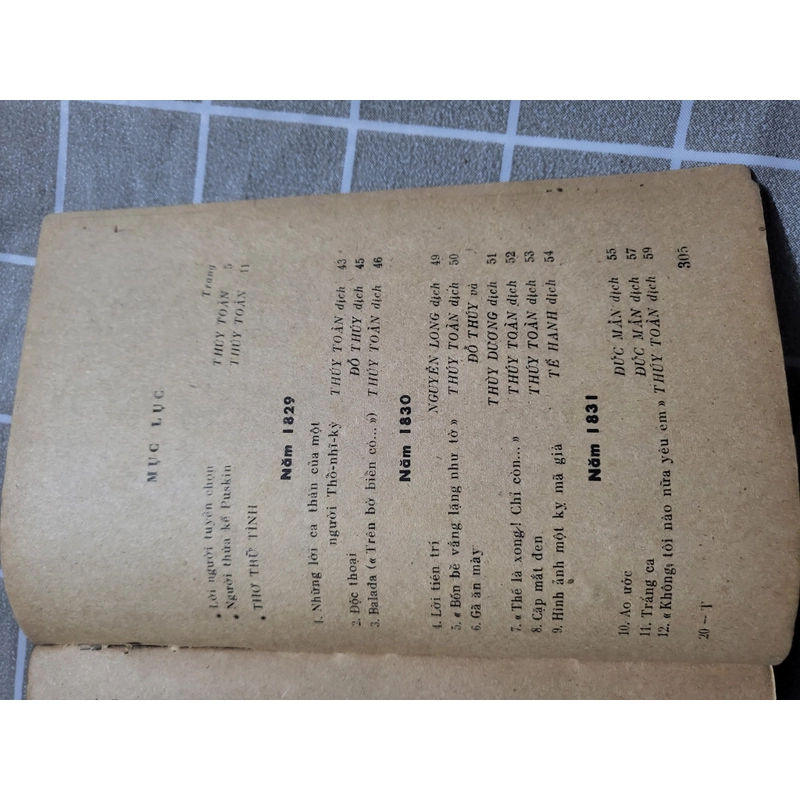 MỤC LỤC
Trang
• Lời người tuyển chọn THÚY TOÀN 5
• Người thừa kế Puskin THÚY TOÀN 11
• THƠ TRỮ TÌNH
Năm 1829
1. Những lời ca thán của một
người Thổ-nhĩ-kỳ THÚY TOÀN dịch 43
2. Độc thoại ĐỖ THÚY dịch 45
3. Balada (« Trên bờ biển có... ») THÚY TOÀN dịch 46
Năm 1830
4. Lời tiên tri NGUYỄN LONG dịch 49
5. « Bốn bề vắng lặng như tờ » THÚY TOÀN dịch 50
6. Gã ăn mày ĐỖ THÚY và
THÙY DƯƠNG dịch 51
7. « Thế là xong! Chỉ còn... » THÚY TOÀN dịch 52
8. Cặp mắt đen THÚY TOÀN dịch 53
9. Hình ảnh một kỵ mã già TẾ HANH dịch 54
Năm 1831
10. Ao ước ĐỨC MẪN dịch 55
11. Tráng ca ĐỨC MẪN dịch 57
12. « Không, tôi nào nữa yêu em » THÚY TOÀN dịch 59
20 — T 305